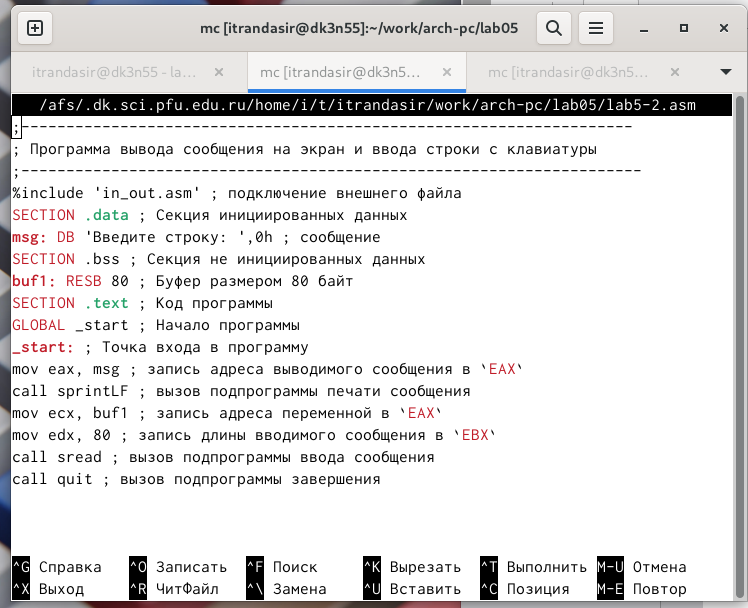 mc [itrandasir@dk3n55]:~/work/arch-pc/lab05
itrandasir@dk3n55 - la… × mc [itrandasir@dk3n5… × mc [itrandasir@dk3n5… ×
/afs/.dk.sci.pfu.edu.ru/home/i/t/itrandasir/work/arch-pc/lab05/lab5-2.asm
;--------------------------------------------------------------------
; Программа вывода сообщения на экран и ввода строки с клавиатуры
;---------------------------------------------------------------------
%include 'in_out.asm' ; подключение внешнего файла
SECTION .data ; Секция инициированных данных
msg: DB 'Введите строку: ',0h ; сообщение
SECTION .bss ; Секция не инициированных данных
buf1: RESB 80 ; Буфер размером 80 байт
SECTION .text ; Код программы
GLOBAL _start ; Начало программы
_start: ; Точка входа в программу
mov eax, msg ; запись адреса выводимого сообщения в `EAX`
call sprintLF ; вызов подпрограммы печати сообщения
mov ecx, buf1 ; запись адреса переменной в `EAX`
mov edx, 80 ; запись длины вводимого сообщения в `EBX`
call sread ; вызов подпрограммы ввода сообщения
call quit ; вызов подпрограммы завершения
^G Справка ^O Записать ^F Поиск ^K Вырезать ^T Выполнить M-U Отмена
^X Выход ^R ЧитФайл ^\ Замена ^U Вставить ^C Позиция M-E Повтор